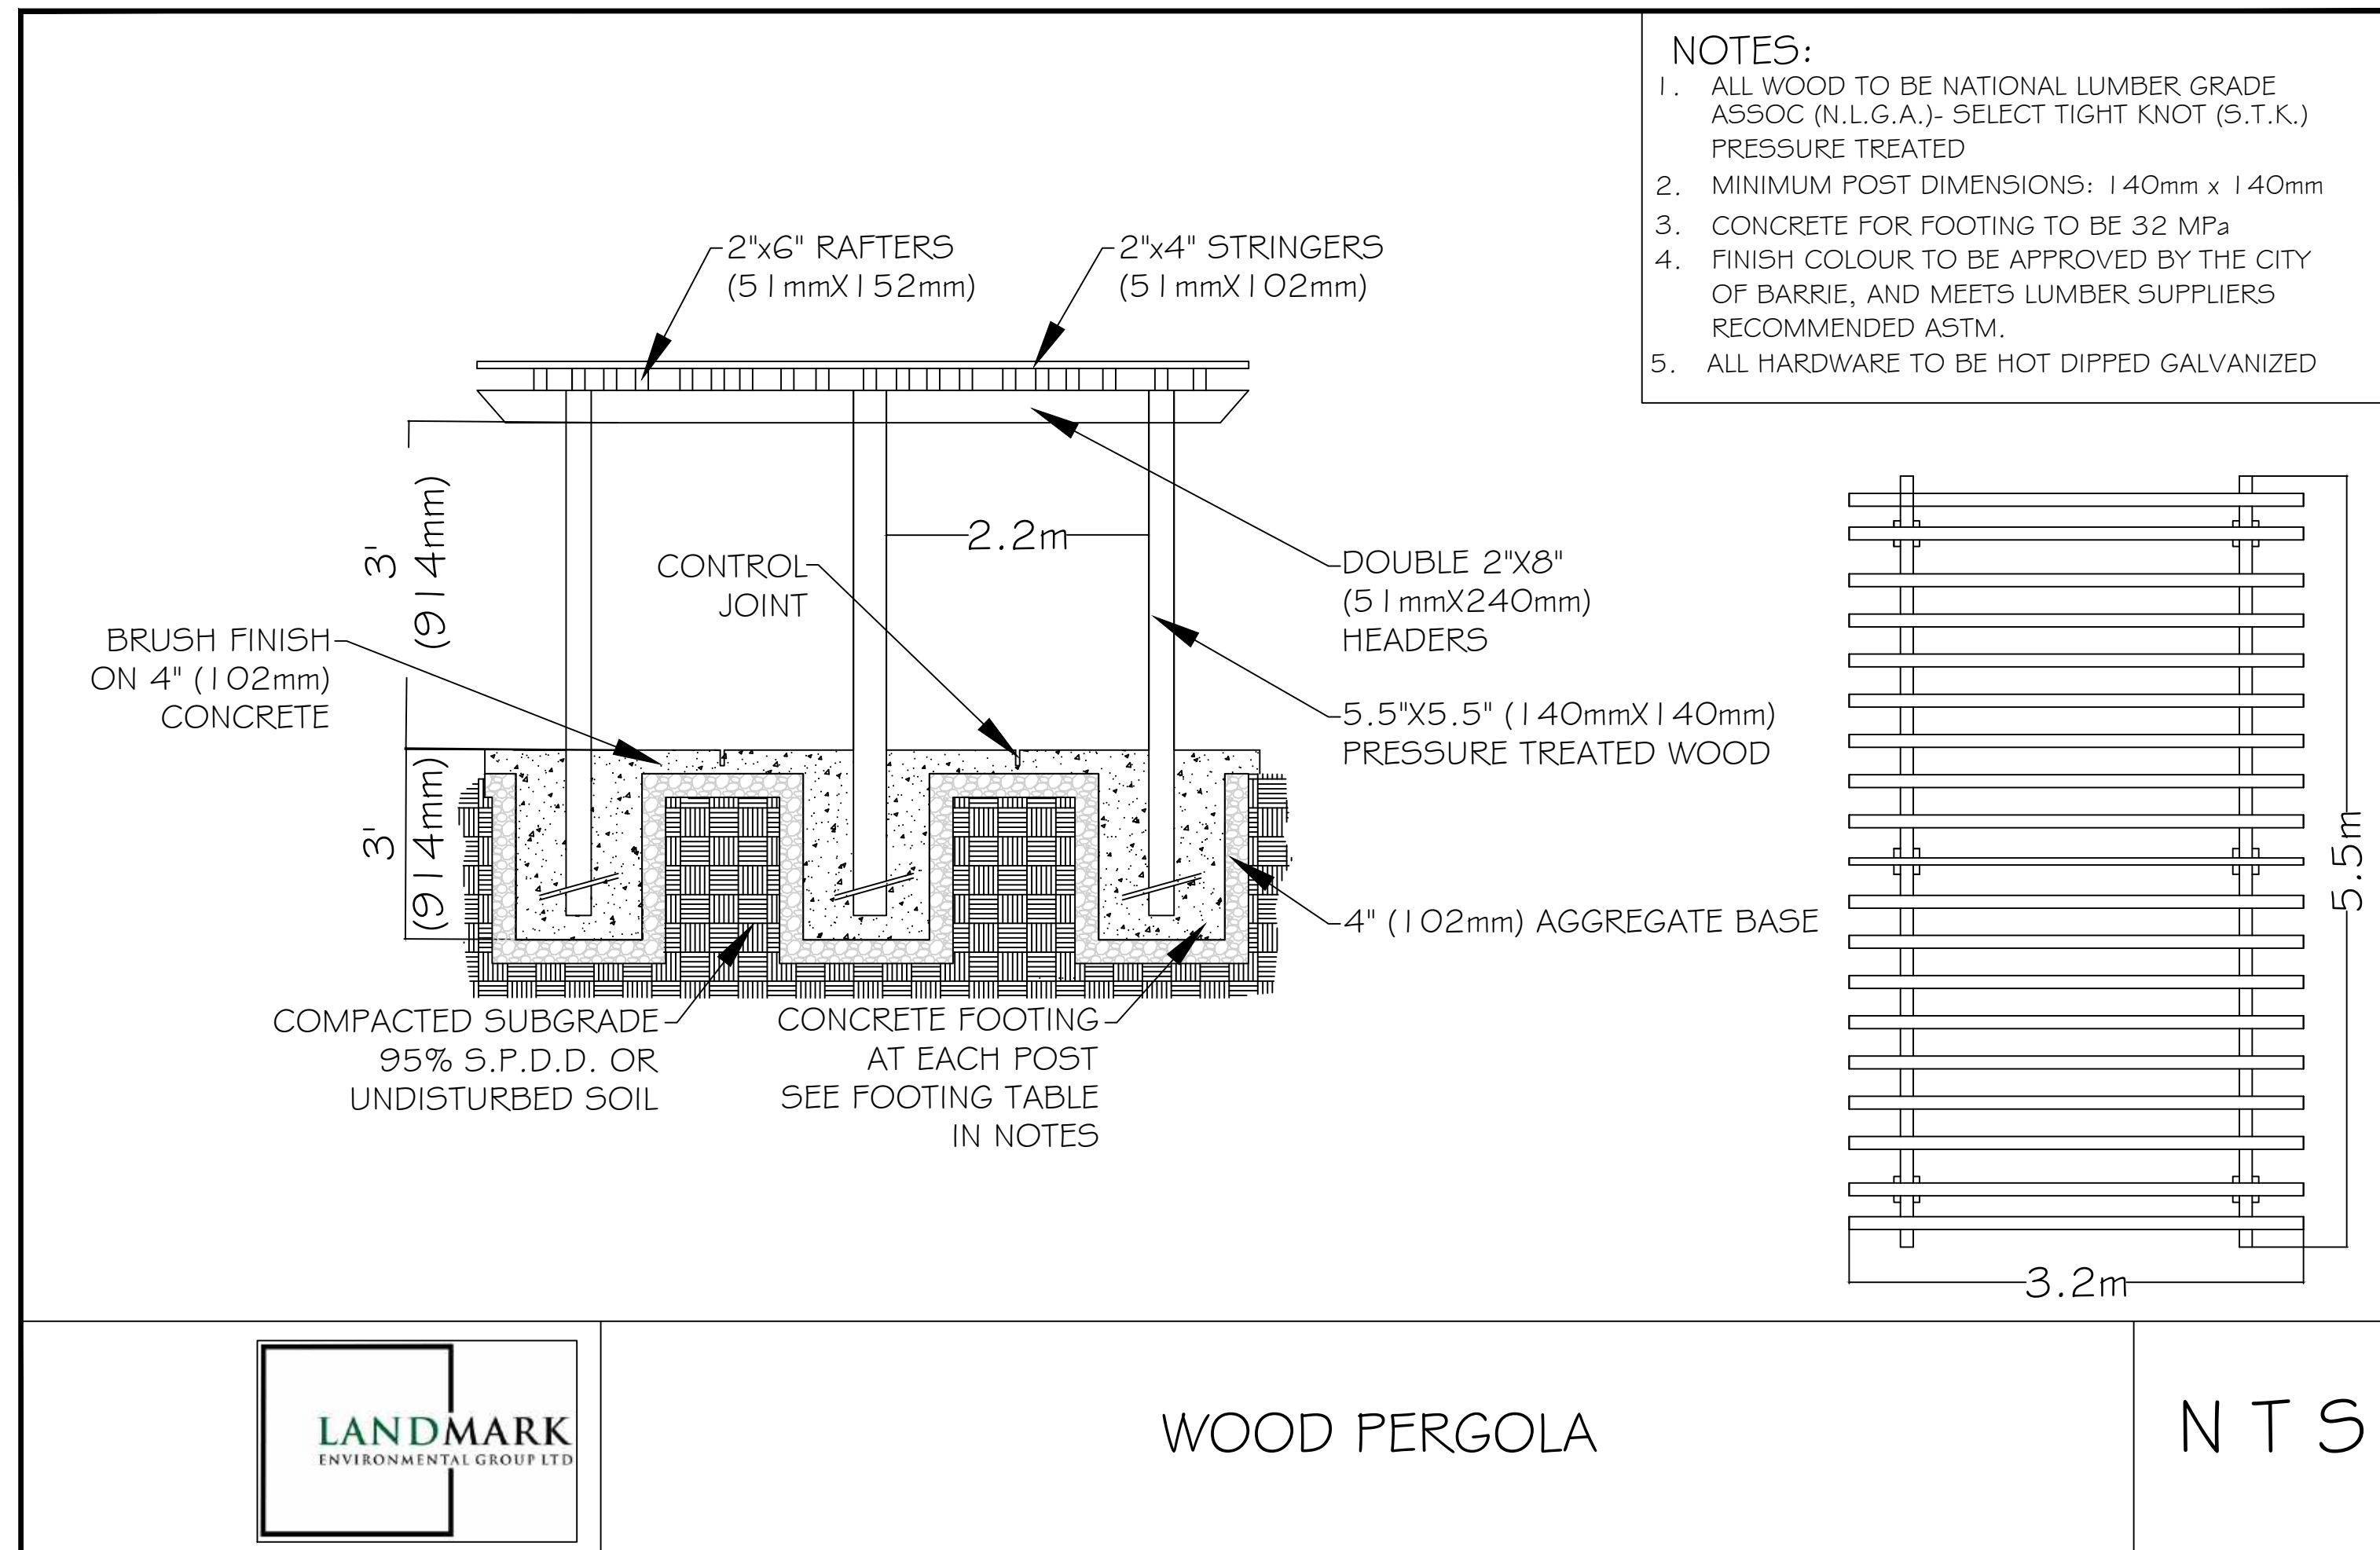 NOTES:
1. ALL WOOD TO BE NATIONAL LUMBER GRADE
ASSOC (N.L.G.A.)- SELECT TIGHT KNOT (S.T.K.)
PRESSURE TREATED
2. MINIMUM POST DIMENSIONS: 140mm x 140mm
3. CONCRETE FOR FOOTING TO BE 32 MPa
4. FINISH COLOUR TO BE APPROVED BY THE CITY
OF BARRIE, AND MEETS LUMBER SUPPLIERS
RECOMMENDED ASTM.
5. ALL HARDWARE TO BE HOT DIPPED GALVANIZED
2"x6" RAFTERS
(51mmX152mm)
2"x4" STRINGERS
(51mmX102mm)
3'
(914mm)
2.2m
CONTROL
JOINT
BRUSH FINISH
ON 4" (102mm)
CONCRETE
DOUBLE 2"X8"
(51mmX240mm)
HEADERS
5.5"X5.5" (140mmX140mm)
PRESSURE TREATED WOOD
3'
(914mm)
4" (102mm) AGGREGATE BASE
COMPACTED SUBGRADE
95% S.P.D.D. OR
UNDISTURBED SOIL
CONCRETE FOOTING
AT EACH POST
SEE FOOTING TABLE
IN NOTES
5.5m
3.2m
LANDMARK
ENVIRONMENTAL GROUP LTD
WOOD PERGOLA
NTS